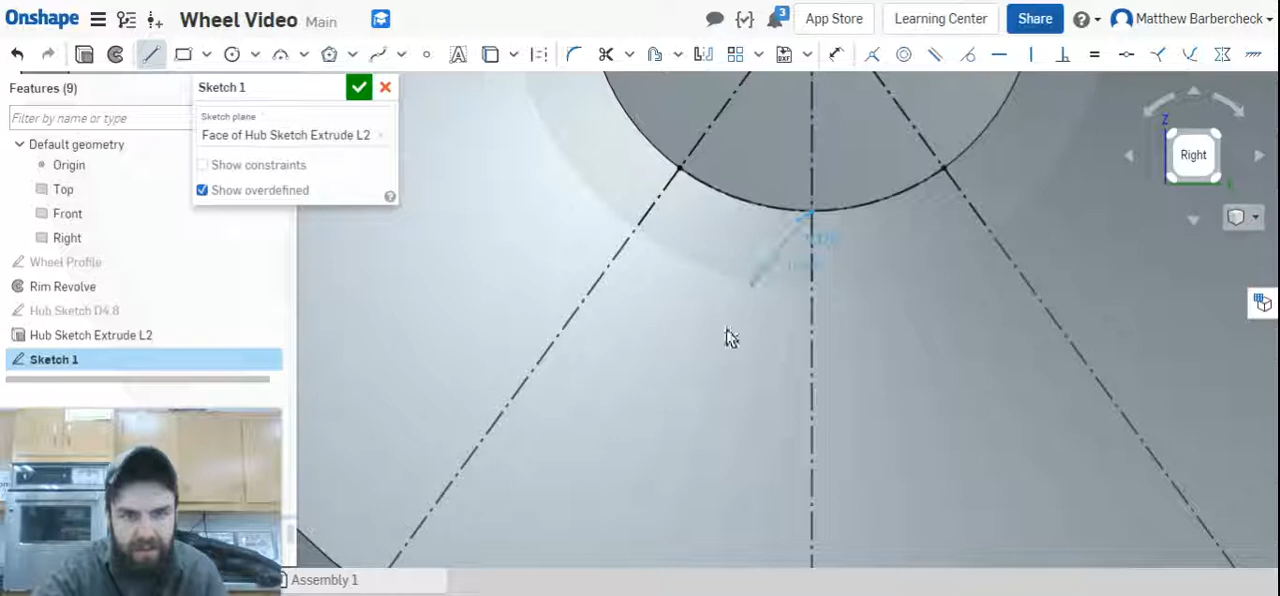 Onshape
Wheel Video Main
3
App Store
Learning Center
Share
Matthew Barbercheck
Features (9)
Filter by name or type
Default geometry
Origin
Top
Front
Right
Wheel Profile
Rim Revolve
Hub Sketch D4.8
Hub Sketch Extrude L2
Sketch 1
Sketch 1
Sketch plane
Face of Hub Sketch Extrude L2
Show constraints
Show overdefined
Z
Right
Assembly 1